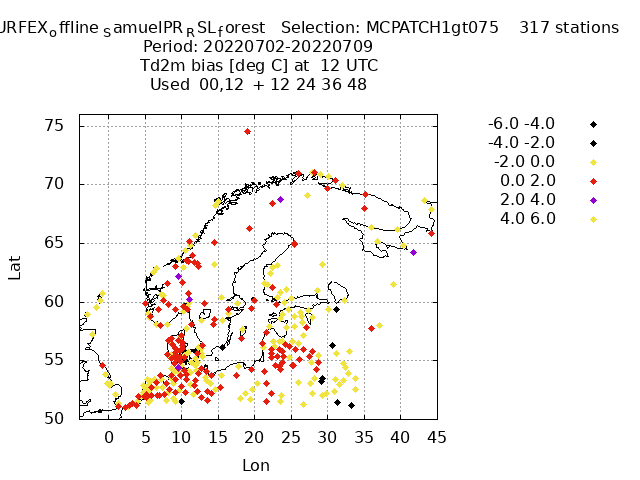 URFEXoffline SamuelPRRSLforest Selection: MCPATCH1gt075 317 stations
Period: 20220702-20220709
Td2m bias [deg C] at 12 UTC
Used 00,12 + 12 24 36 48
-6.0 -4.0
-4.0 -2.0
-2.0 0.0
0.0 2.0
2.0 4.0
4.0 6.0
75
70
65
60
55
50
Lat
0 5 10 15 20 25 30 35 40 45
Lon